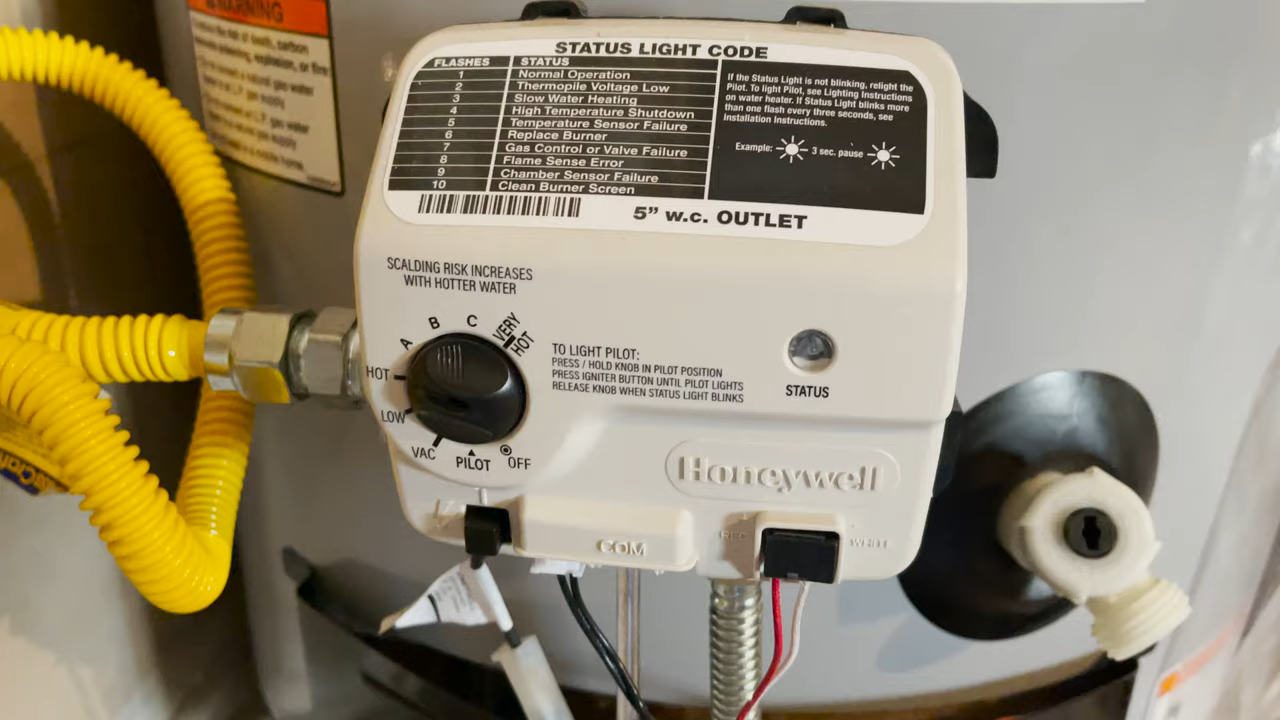 WARNING
STATUS LIGHT CODE
FLASHES STATUS
1 Normal Operation
2 Thermopile Voltage Low
3 Slow Water Heating
4 High Temperature Shutdown
5 Temperature Sensor Failure
6 Replace Burner
7 Gas Control or Valve Failure
8 Flame Sense Error
9 Chamber Sensor Failure
10 Clean Burner Screen
If the Status Light is not blinking, relight the
Pilot. To light Pilot, see Lighting Instructions
on water heater. If Status Light blinks more
than one flash every three seconds, see
Installation Instructions.
Example: 3 sec. pause
5" w.c. OUTLET
SCALDING RISK INCREASES
WITH HOTTER WATER
VERY
HOT
C
B
A
HOT
LOW
VAC
PILOT
OFF
TO LIGHT PILOT:
PRESS / HOLD KNOB IN PILOT POSITION
PRESS IGNITER BUTTON UNTIL PILOT LIGHTS
RELEASE KNOB WHEN STATUS LIGHT BLINKS
STATUS
Honeywell
COM
RED
WHITE